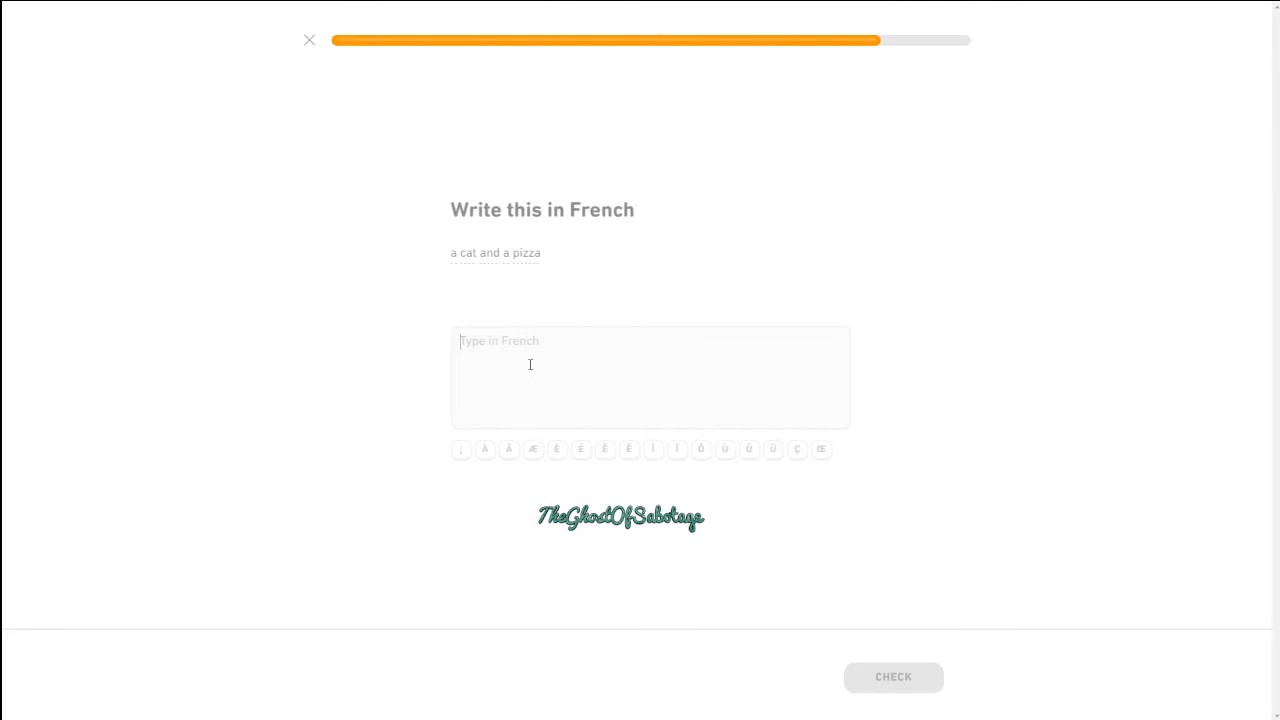 Write this in French
a cat and a pizza
Type in French
↓ À Â Æ È É Ê Ë Î Ï Ô Ù Û Ü Ç Œ
TheGhostOfSabotage
CHECK